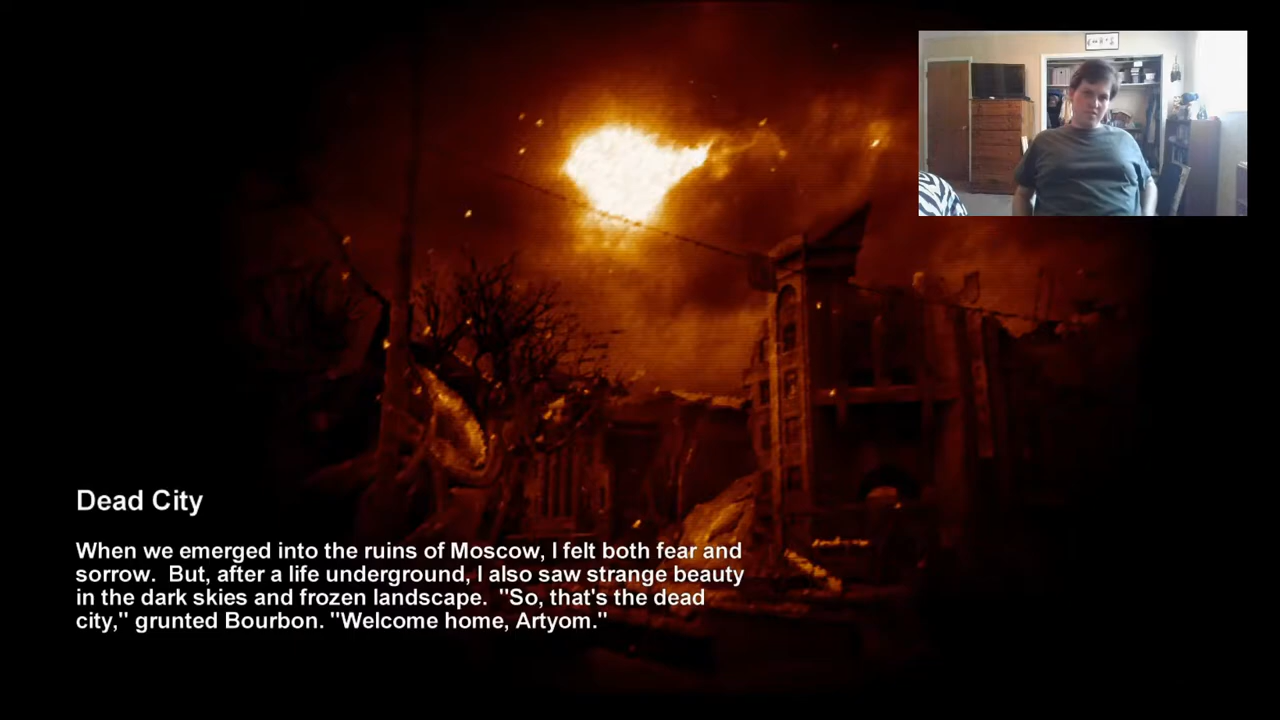 Dead City
When we emerged into the ruins of Moscow, I felt both fear and
sorrow.  But, after a life underground, I also saw strange beauty
in the dark skies and frozen landscape.  "So, that's the dead
city," grunted Bourbon. "Welcome home, Artyom."